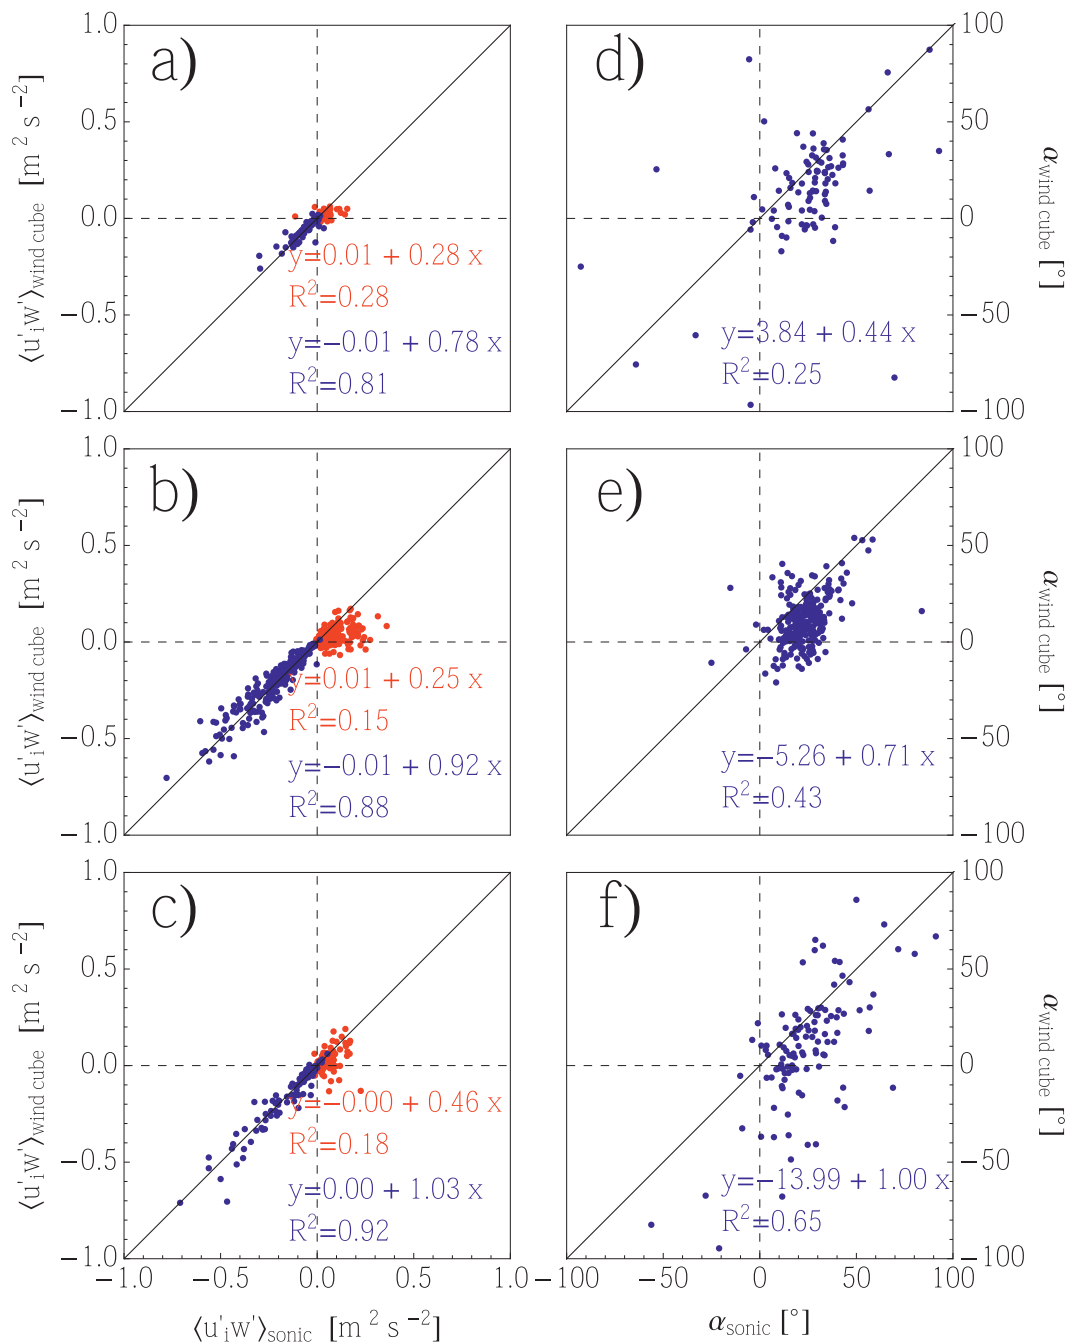 a)
1.0
0.5
0.0
−0.5
−1.0
⟨u'ᵢw'⟩wind cube [m² s⁻²]
y=0.01 + 0.28 x
R²=0.28
y=−0.01 + 0.78 x
R²=0.81
d)
100
50
0
−50
−100
αwind cube [°]
y=3.84 + 0.44 x
R²=0.25
b)
1.0
0.5
0.0
−0.5
−1.0
⟨u'ᵢw'⟩wind cube [m² s⁻²]
y=0.01 + 0.25 x
R²=0.15
y=−0.01 + 0.92 x
R²=0.88
e)
100
50
0
−50
−100
αwind cube [°]
y=−5.26 + 0.71 x
R²=0.43
c)
1.0
0.5
0.0
−0.5
−1.0
⟨u'ᵢw'⟩wind cube [m² s⁻²]
y=−0.00 + 0.46 x
R²=0.18
y=0.00 + 1.03 x
R²=0.92
−1.0 −0.5 0.0 0.5 1.0
⟨u'ᵢw'⟩sonic [m² s⁻²]
f)
100
50
0
−50
−100
αwind cube [°]
y=−13.99 + 1.00 x
R²=0.65
−100 −50 0 50 100
αsonic [°]